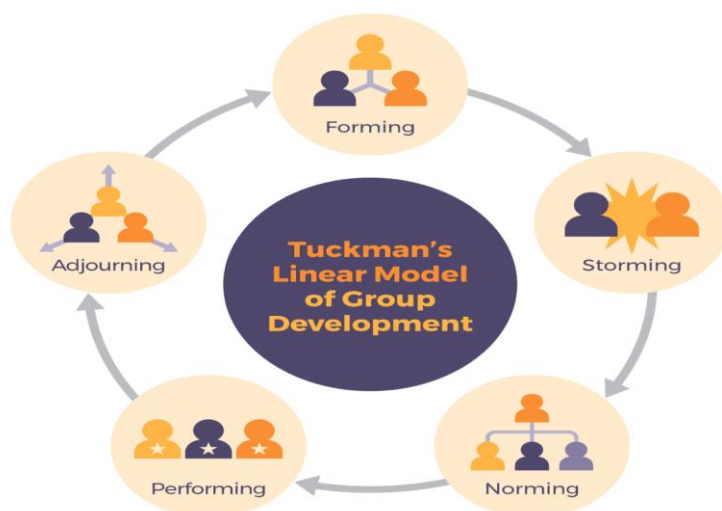 Forming
Storming
Norming
Performing
Adjourning
Tuckman's
Linear Model
of Group
Development